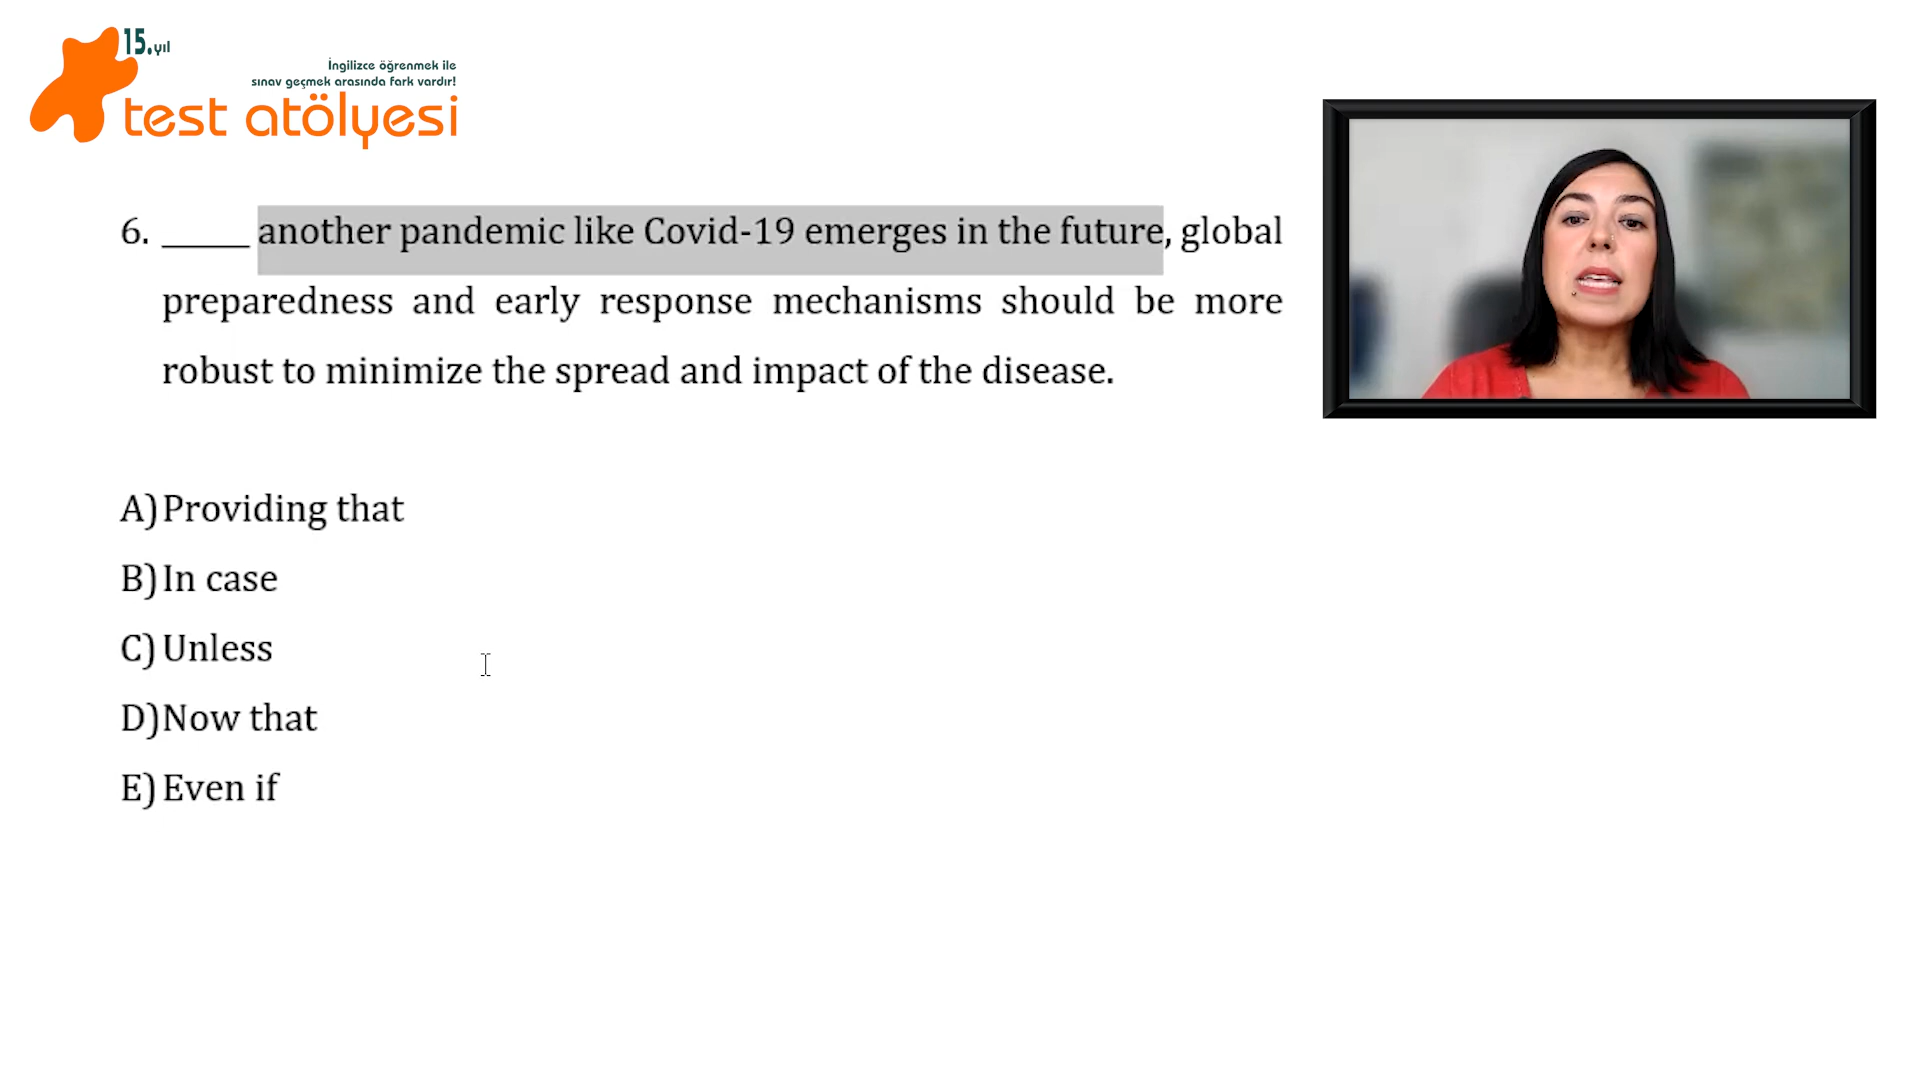 15.yıl
İngilizce öğrenmek ile
sınav geçmek arasında fark vardır!
test atölyesi
6. _____ another pandemic like Covid-19 emerges in the future, global
preparedness and early response mechanisms should be more
robust to minimize the spread and impact of the disease.
A) Providing that
B) In case
C) Unless
D) Now that
E) Even if